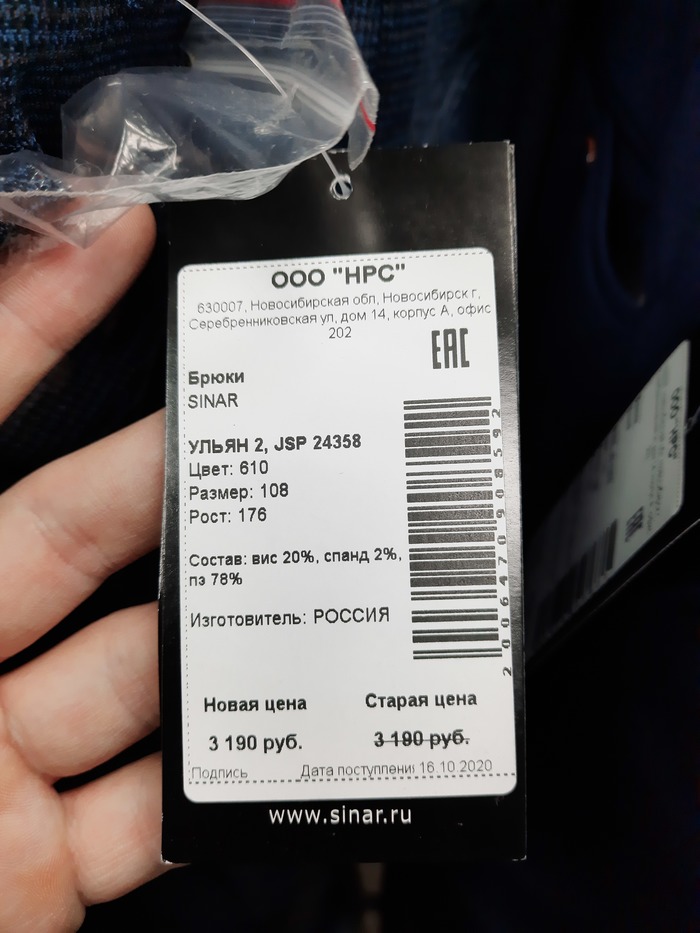 ООО "НРС"
630007, Новосибирская обл, Новосибирск г,
Серебренниковская ул, дом 14, корпус А, офис
202
ЕАС
Брюки
SINAR
УЛЬЯН 2, JSP 24358
Цвет: 610
Размер: 108
Рост: 176
Состав: вис 20%, спанд 2%,
пэ 78%
Изготовитель: РОССИЯ
2006470908592
Новая цена Старая цена
3 190 руб. 3 190 руб.
Подпись Дата поступлени 16.10.2020
www.sinar.ru